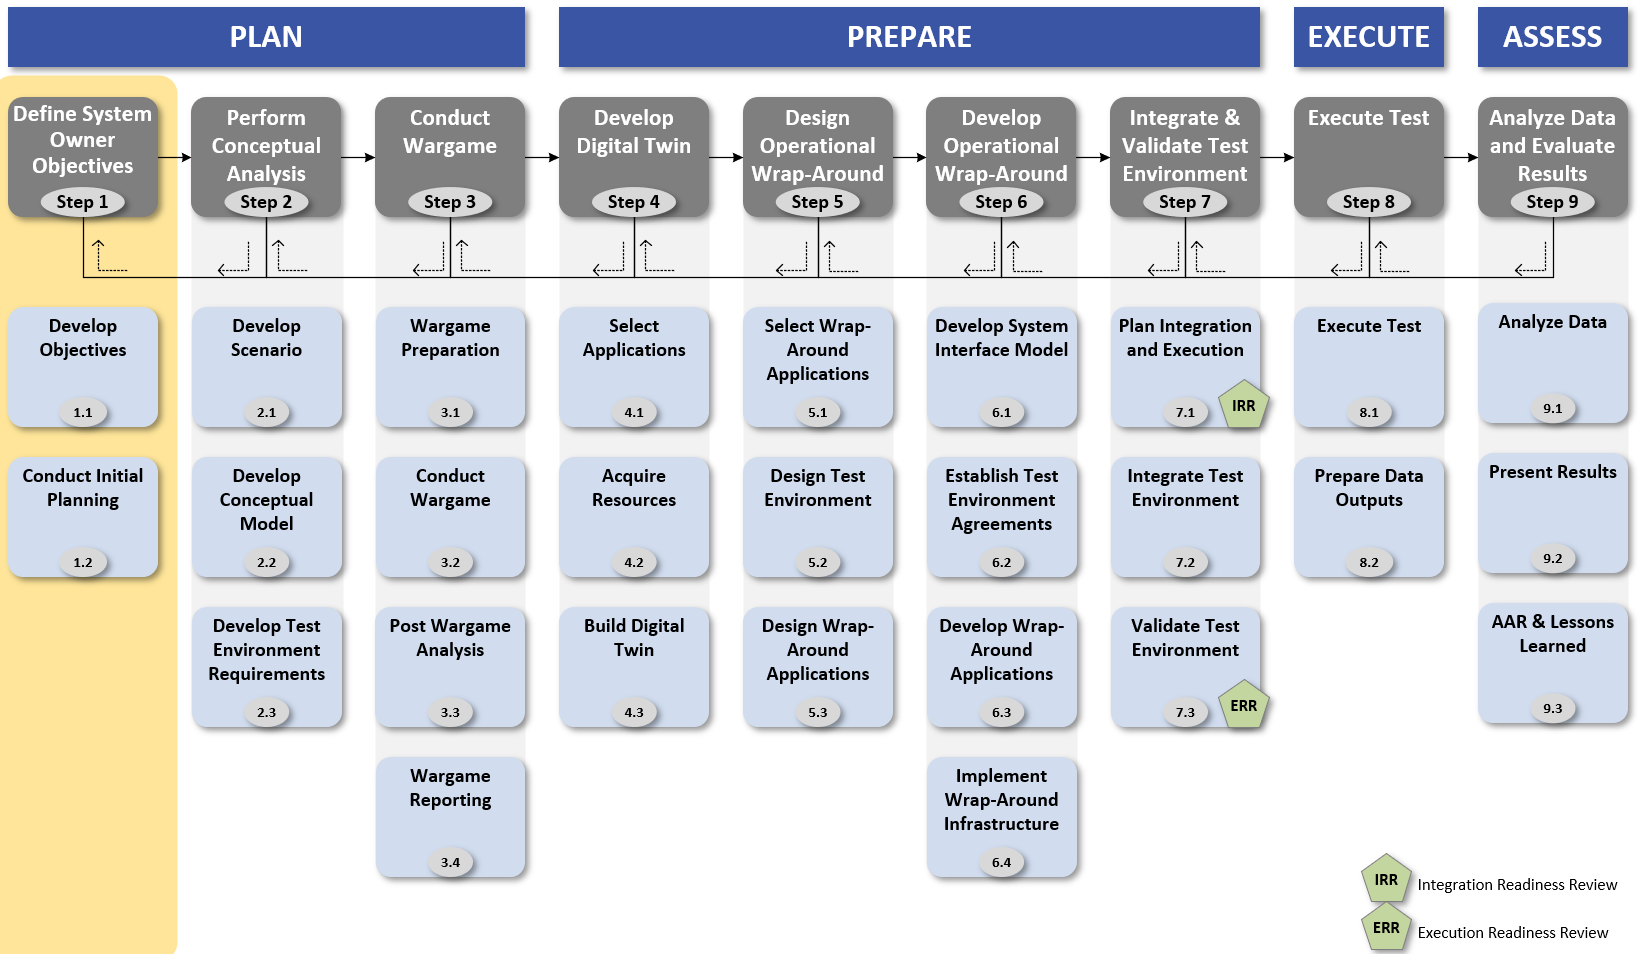 PLAN
PREPARE
EXECUTE
ASSESS
Define System
Owner
Objectives
Step 1
Perform
Conceptual
Analysis
Step 2
Conduct
Wargame
Step 3
Develop
Digital Twin
Step 4
Design
Operational
Wrap-Around
Step 5
Develop
Operational
Wrap-Around
Step 6
Integrate &
Validate Test
Environment
Step 7
Execute Test
Step 8
Analyze Data
and Evaluate
Results
Step 9
Develop
Objectives
1.1
Conduct Initial
Planning
1.2
Develop
Scenario
2.1
Develop
Conceptual
Model
2.2
Develop Test
Environment
Requirements
2.3
Wargame
Preparation
3.1
Conduct
Wargame
3.2
Post Wargame
Analysis
3.3
Wargame
Reporting
3.4
Select
Applications
4.1
Acquire
Resources
4.2
Build Digital
Twin
4.3
Select Wrap-
Around
Applications
5.1
Design Test
Environment
5.2
Design Wrap-
Around
Applications
5.3
Develop System
Interface Model
6.1
Establish Test
Environment
Agreements
6.2
Develop Wrap-
Around
Applications
6.3
Implement
Wrap-Around
Infrastructure
6.4
Plan Integration
and Execution
7.1
IRR
Integrate Test
Environment
7.2
Validate Test
Environment
7.3
ERR
Execute Test
8.1
Prepare Data
Outputs
8.2
Analyze Data
9.1
Present Results
9.2
AAR & Lessons
Learned
9.3
IRR Integration Readiness Review
ERR Execution Readiness Review